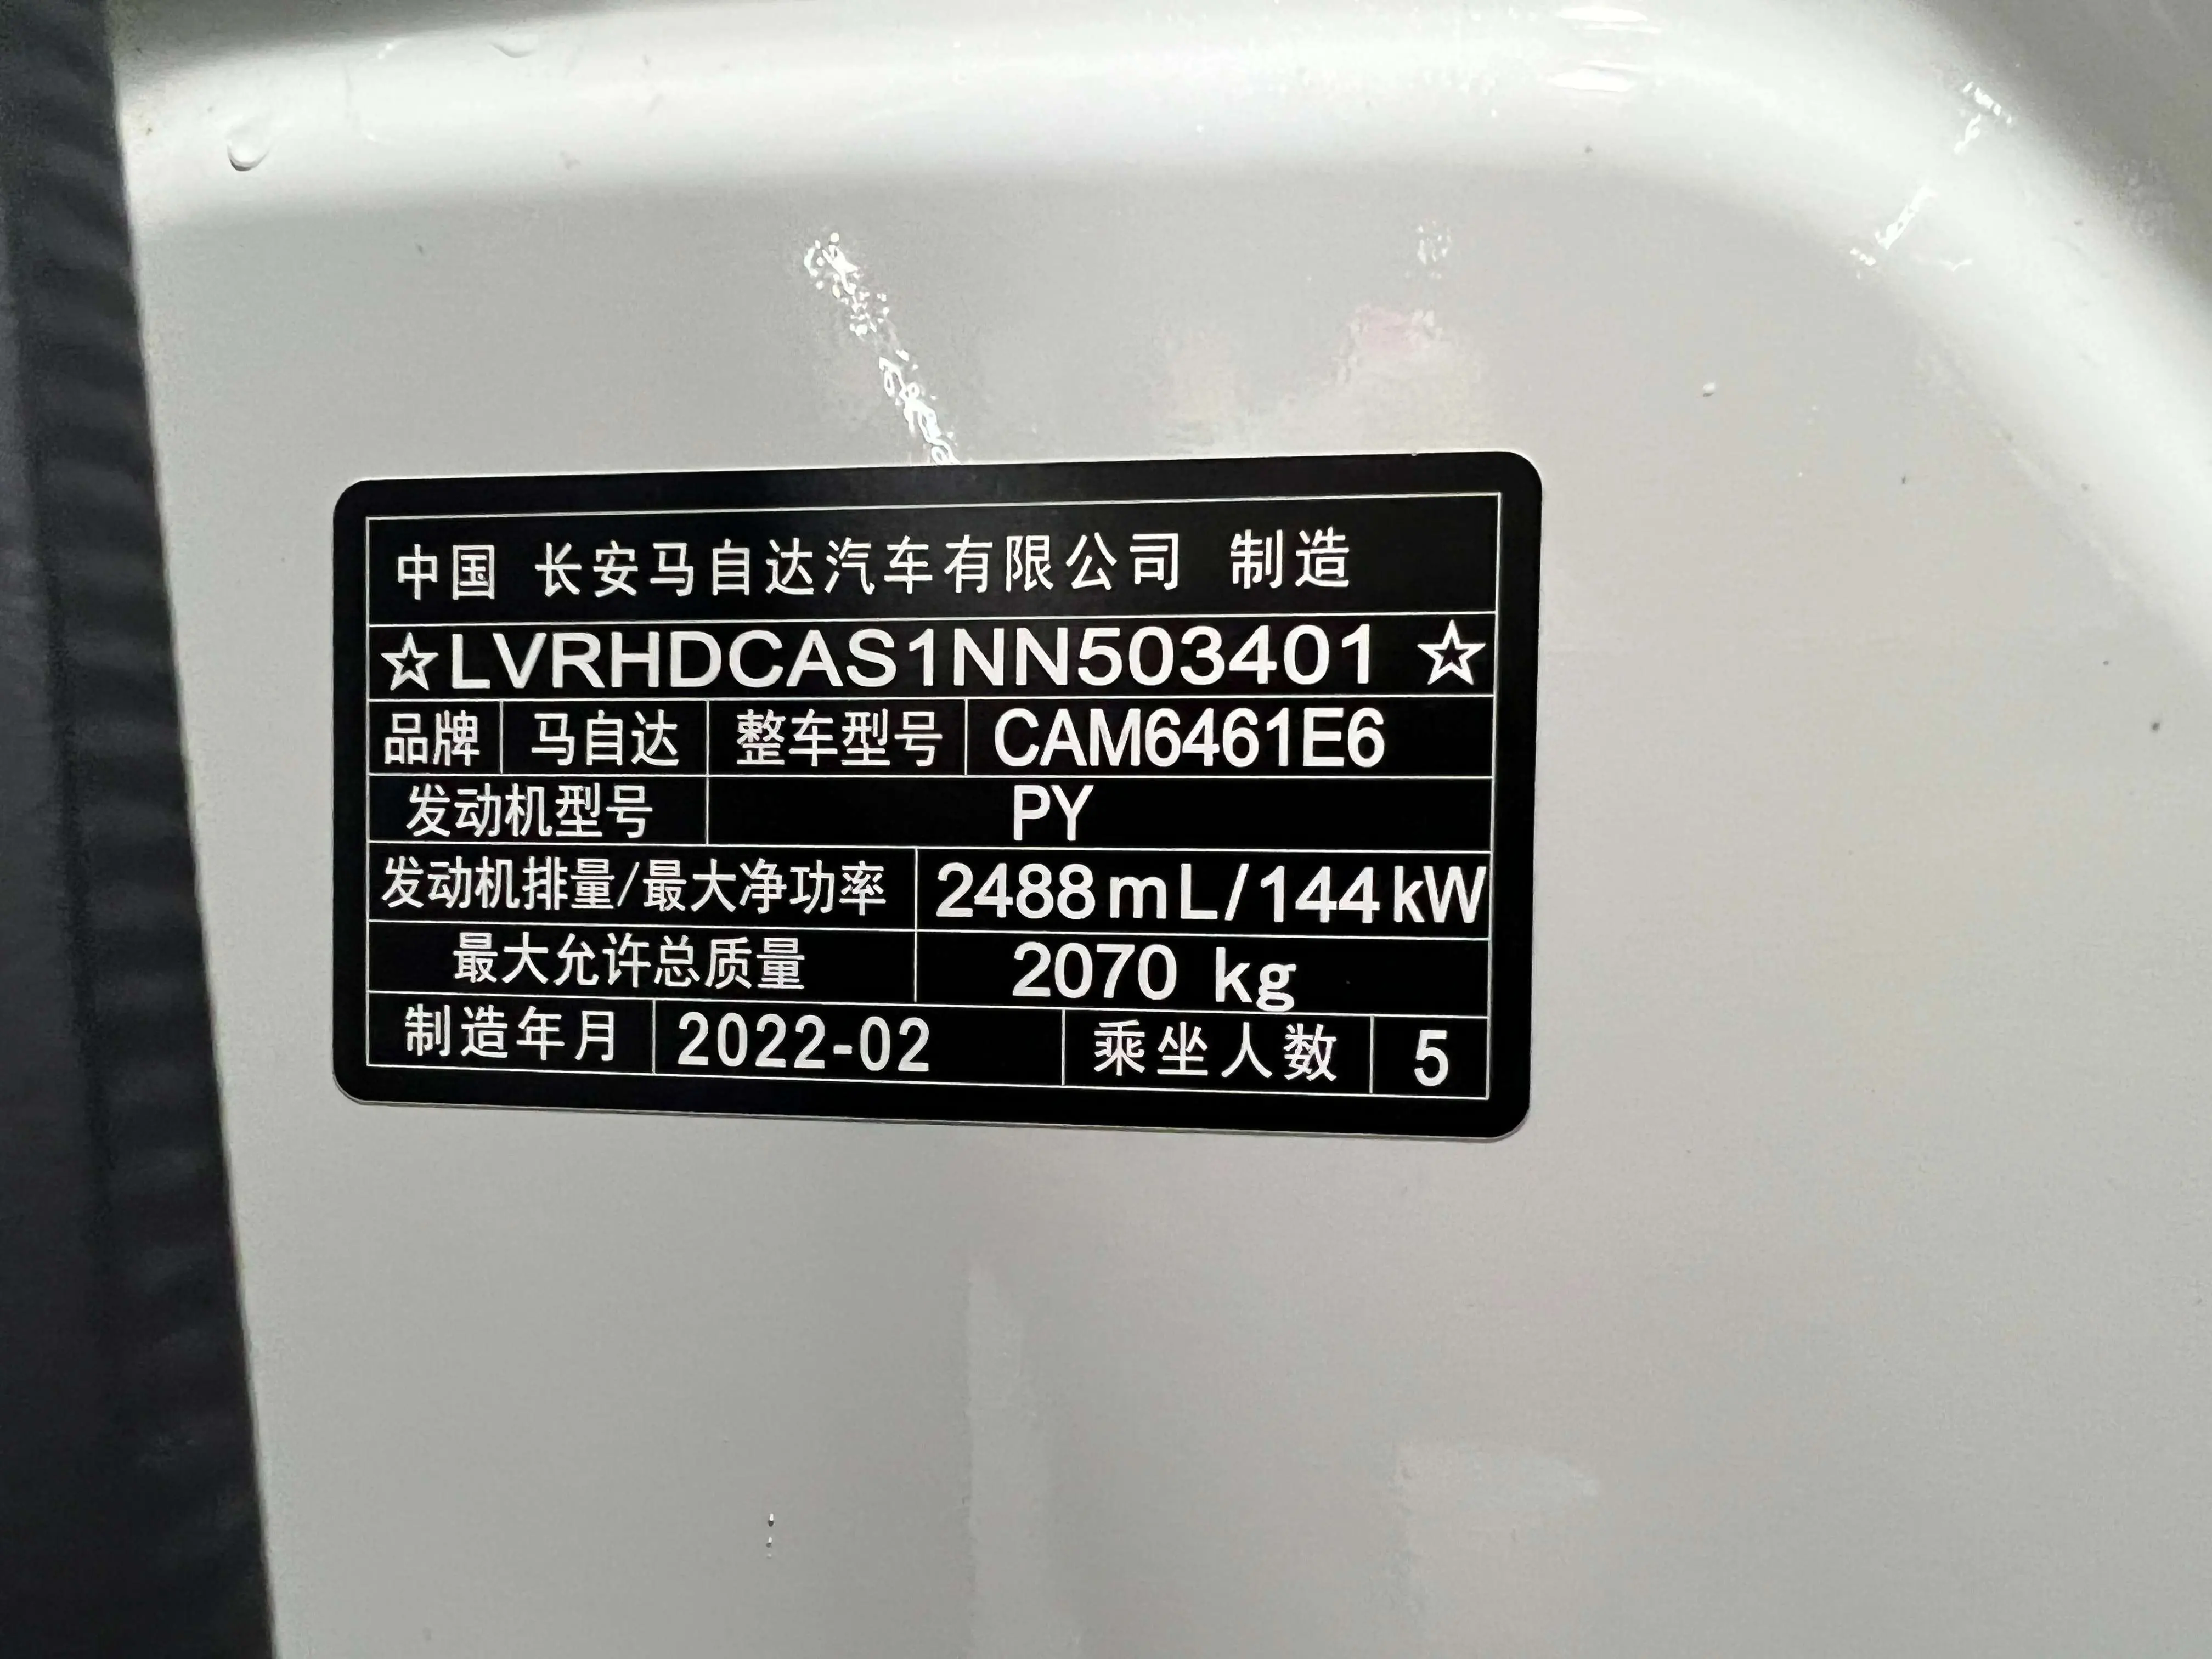 中国 长安马自达汽车有限公司 制造
☆LVRHDCAS1NN503401☆
品牌 马自达 整车型号 CAM6461E6
发动机型号 PY
发动机排量/最大净功率 2488mL/144kW
最大允许总质量 2070 kg
制造年月 2022-02 乘坐人数 5